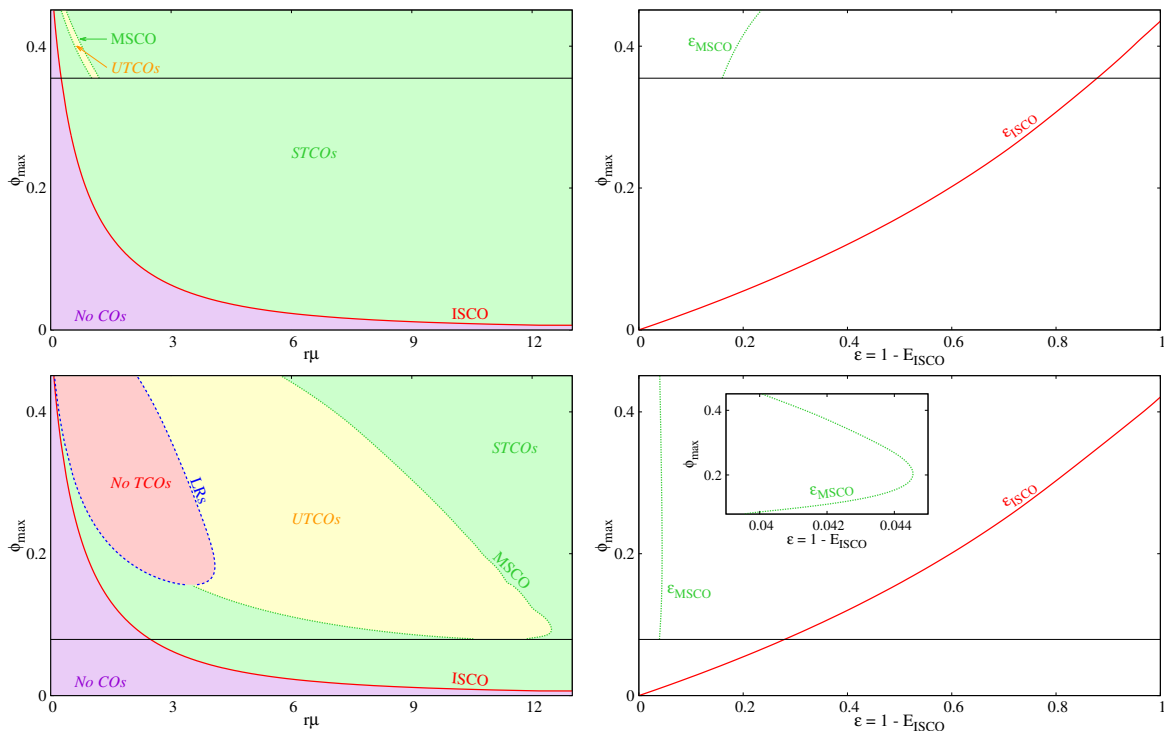 0.4
MSCO
UTCOs
ϕmax
STCOs
0.2
No COs
ISCO
0
0
3
6
9
12
rμ
0.4
εMSCO
εISCO
ϕmax
0.2
0
0
0.2
0.4
0.6
0.8
1
ε = 1 - EISCO
0.4
STCOs
No TCOs
LRs
UTCOs
ϕmax
0.2
MSCO
No COs
ISCO
0
0
3
6
9
12
rμ
0.4
0.4
ϕmax
0.2
εMSCO
0.04
0.042
0.044
ε = 1 - EISCO
εISCO
ϕmax
0.2
εMSCO
0
0
0.2
0.4
0.6
0.8
1
ε = 1 - EISCO